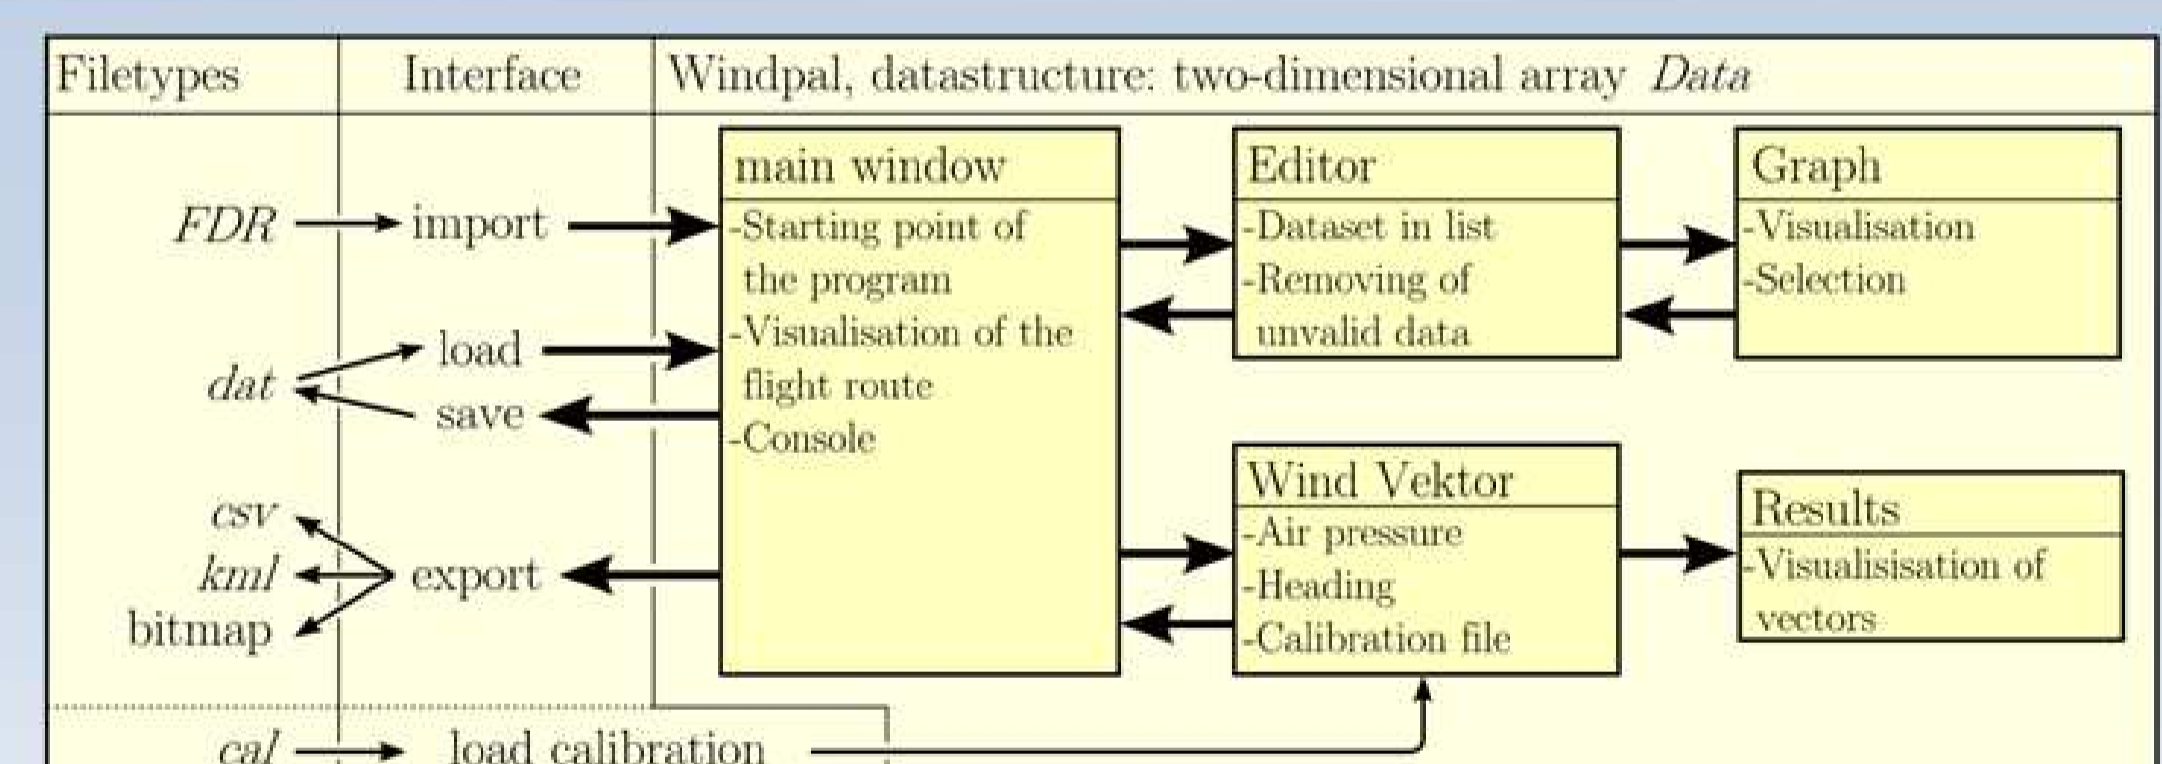 Filetypes
Interface
Windpal, datastructure: two-dimensional array Data
FDR
import
dat
load
save
csv
kml
bitmap
export
main window
-Starting point of
the program
-Visualisation of the
flight route
-Console
Editor
-Dataset in list
-Removing of
unvalid data
Graph
-Visualisation
-Selection
Wind Vektor
-Air pressure
-Heading
-Calibration file
Results
-Visualisisation of
vectors
cal
load calibration